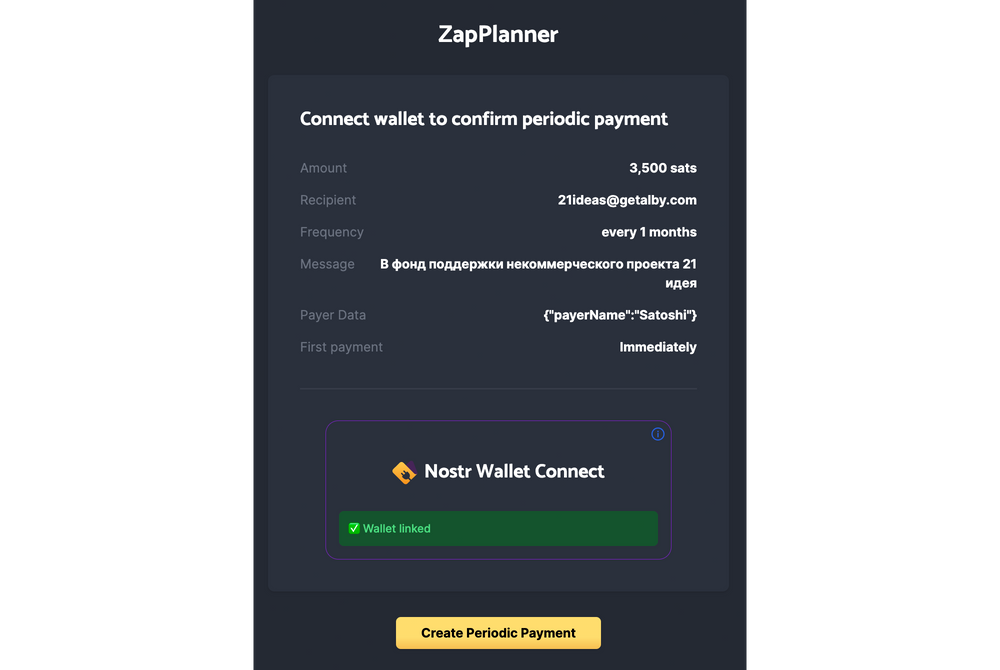 ZapPlanner
Connect wallet to confirm periodic payment
Amount 3,500 sats
Recipient 21ideas@getalby.com
Frequency every 1 months
Message В фонд поддержки некоммерческого проекта 21
идея
Payer Data {"payerName":"Satoshi"}
First payment Immediately
Nostr Wallet Connect
✅ Wallet linked
Create Periodic Payment